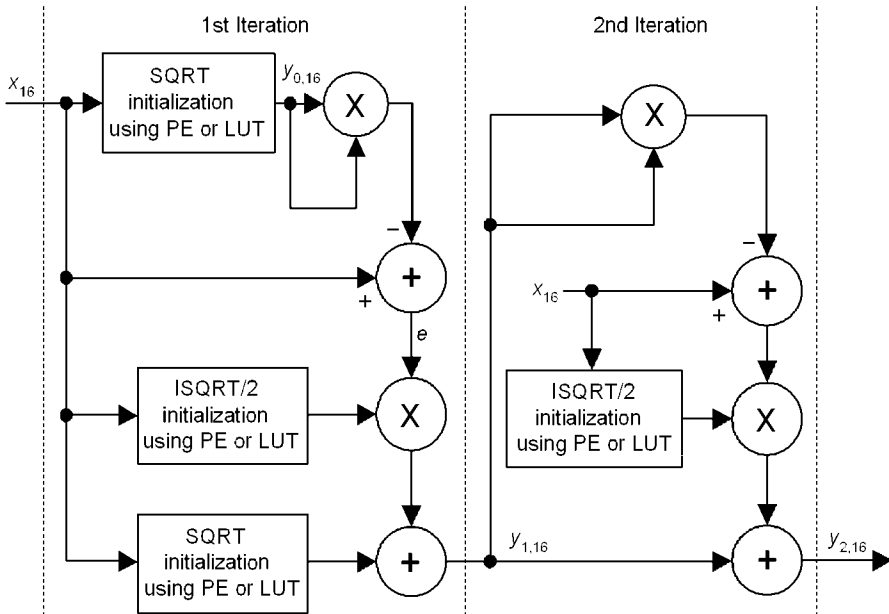 1st Iteration
2nd Iteration
x16
SQRT
initialization
using PE or LUT
y0,16
X
−
+
+
e
ISQRT/2
initialization
using PE or LUT
X
SQRT
initialization
using PE or LUT
+
y1,16
X
−
x16
+
+
ISQRT/2
initialization
using PE or LUT
X
+
y2,16